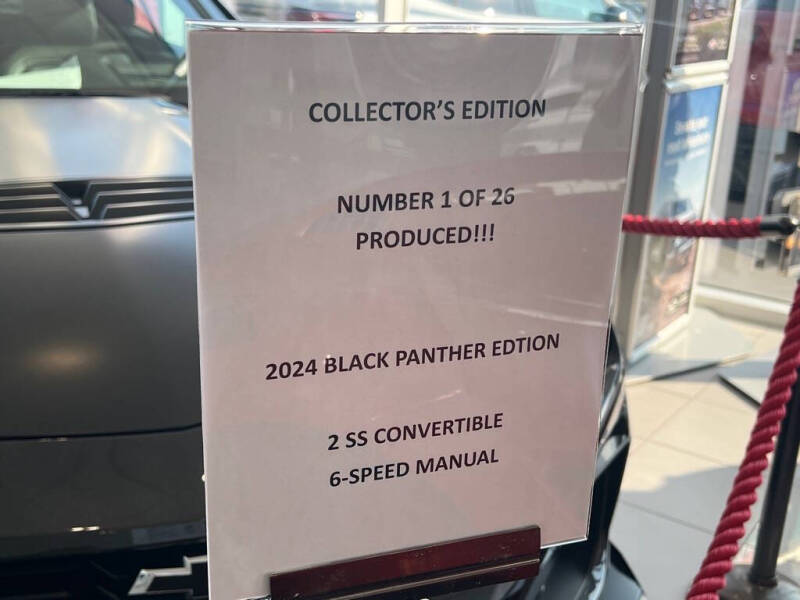 COLLECTOR'S EDITION
NUMBER 1 OF 26
PRODUCED!!!
2024 BLACK PANTHER EDTION
2 SS CONVERTIBLE
6-SPEED MANUAL